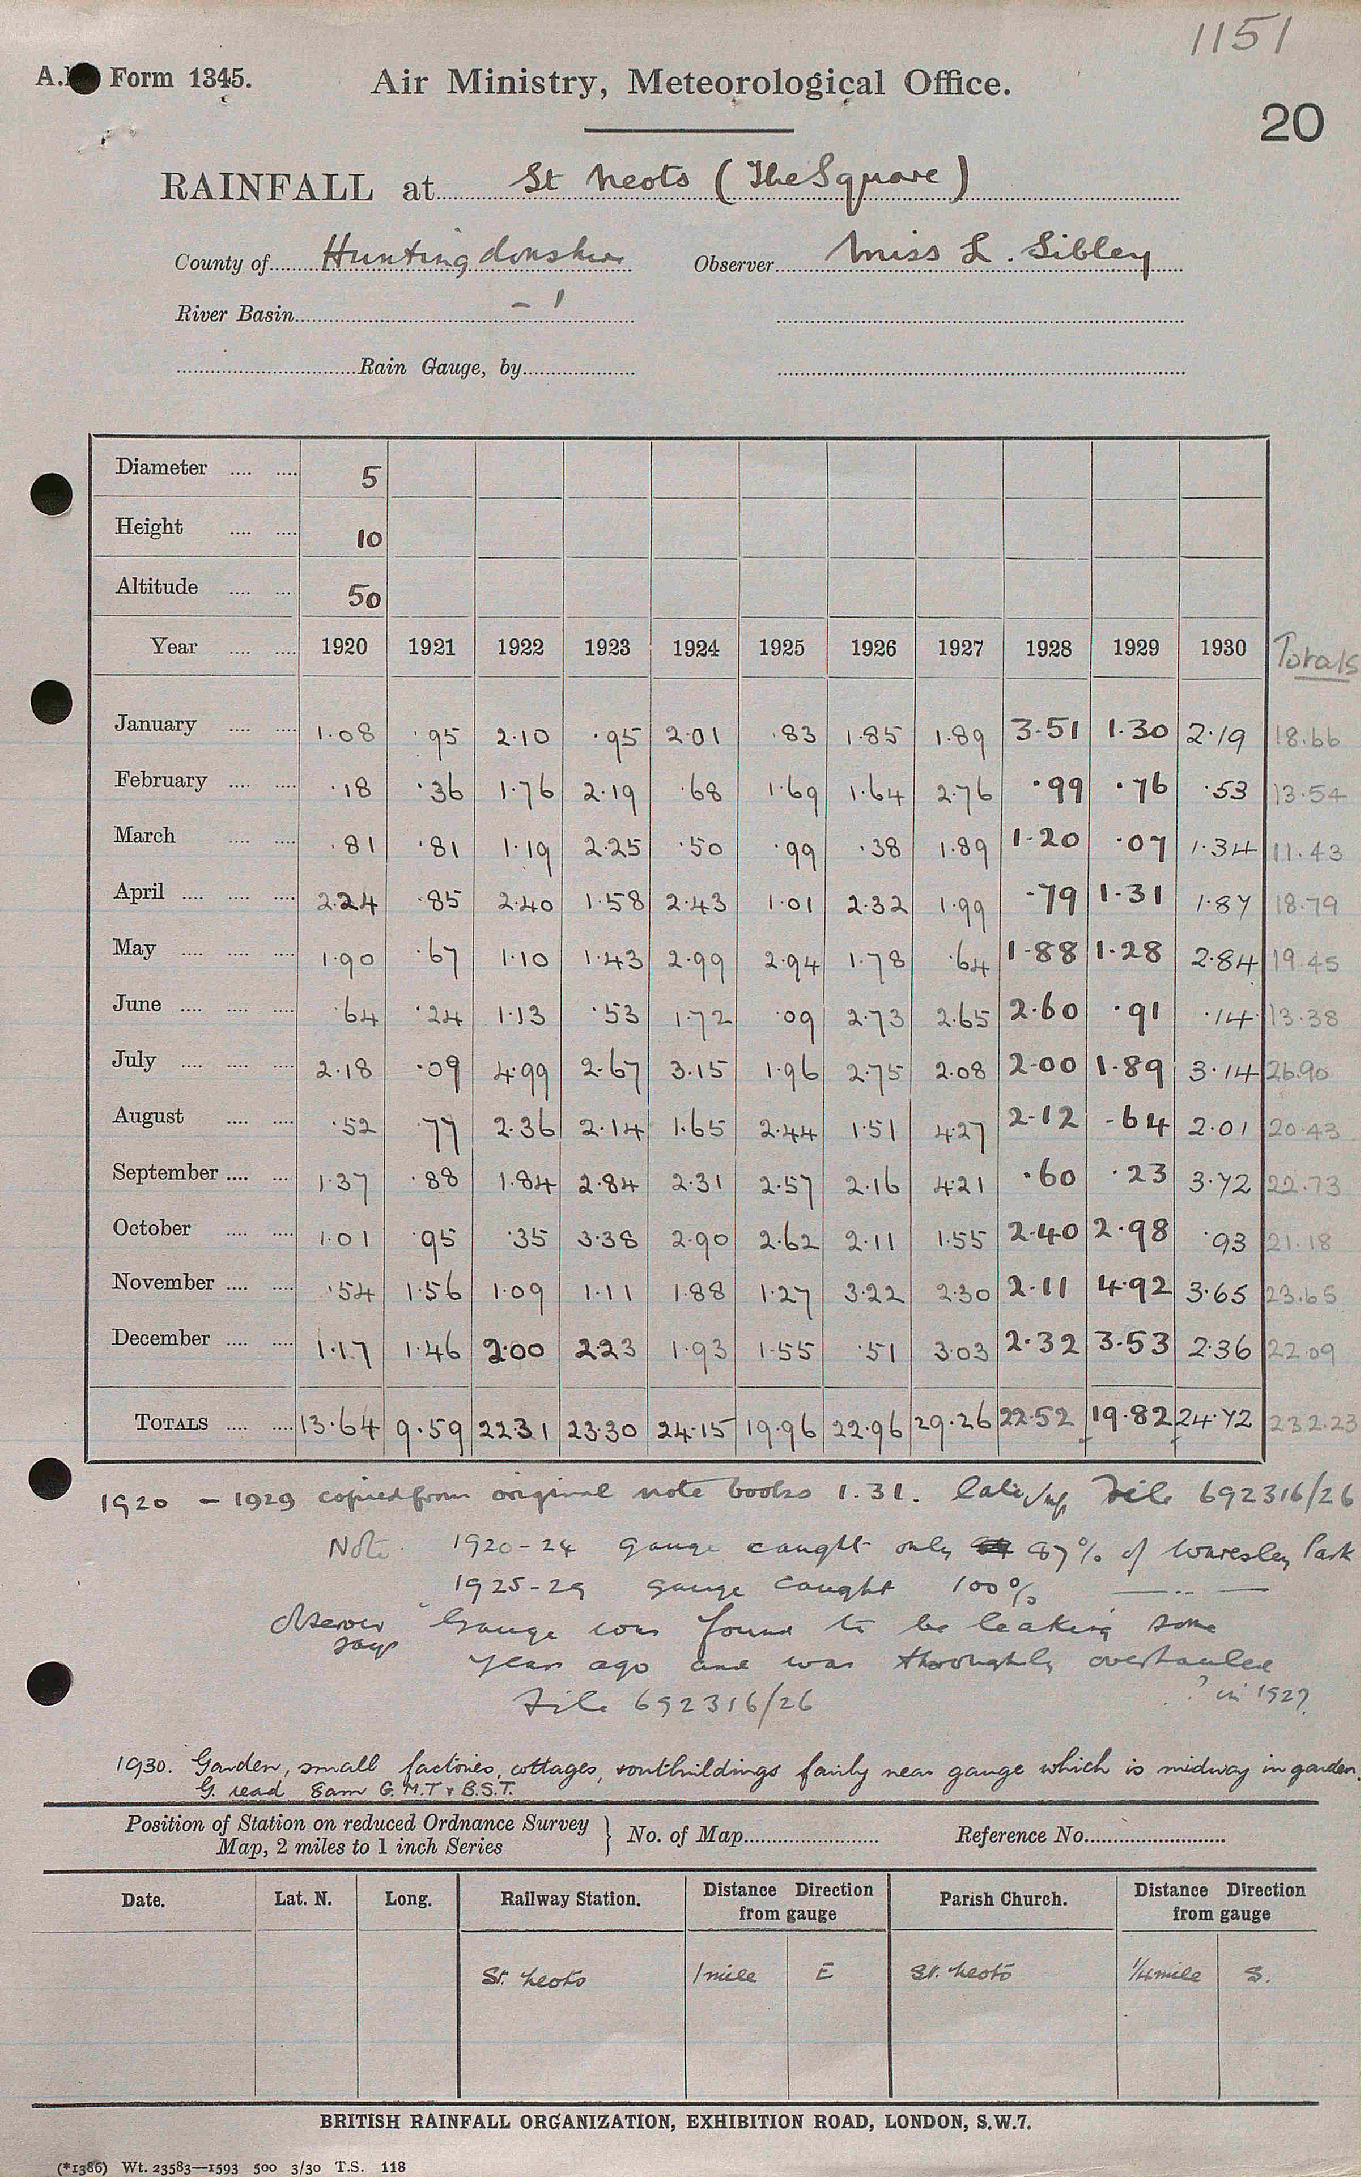 1151
A.M. Form 1345. Air Ministry, Meteorological Office.
20
RAINFALL at St Neots (The Square)
County of Huntingdonshire Observer Miss L. Sibley
River Basin - 1
Rain Gauge, by
Diameter 5
Height 10
Altitude 50
Year 1920 1921 1922 1923 1924 1925 1926 1927 1928 1929 1930 Totals
January 1.08 .95 2.10 .95 2.01 .83 1.85 1.89 3.51 1.30 2.19 18.66
February .18 .36 1.76 2.19 .68 1.69 1.64 2.76 .99 .76 .53 13.54
March .81 .81 1.19 2.25 .50 .99 .38 1.89 1.20 .07 1.34 11.43
April 2.24 .85 2.40 1.58 2.43 1.01 2.32 1.99 .79 1.31 1.87 18.79
May 1.90 .67 1.10 1.43 2.99 2.94 1.78 .64 1.88 1.28 2.84 19.45
June .64 .24 1.13 .53 1.72 .09 2.73 2.65 2.60 .91 .14 13.38
July 2.18 .09 4.99 2.67 3.15 1.96 2.75 2.08 2.00 1.89 3.14 26.90
August .52 .77 2.36 2.14 1.65 2.44 1.51 4.27 2.12 .64 2.01 20.43
September 1.37 .88 1.84 2.84 2.31 2.57 2.16 4.21 .60 .23 3.72 22.73
October 1.01 .95 .35 3.38 2.90 2.62 2.11 1.55 2.40 2.98 .93 21.18
November .54 1.56 1.09 1.11 1.88 1.27 3.22 2.30 2.11 4.92 3.65 23.65
December 1.17 1.46 2.00 2.23 1.93 1.55 .51 3.03 2.32 3.53 2.36 22.09
TOTALS 13.64 9.59 22.31 23.30 24.15 19.96 22.96 29.26 22.52 19.82 24.72 232.23
1920 - 1929 copied from original note books 1.31. File 692316/26
Note 1920-24 gauge caught only 87% of Waresley Park
1925-29 gauge caught 100% — " —
Observer says "Gauge was found to be leaking some
years ago and was thoroughly overhauled
File 692316/26 ? in 1927.
1930. Garden, small factories, cottages, & outbuildings fairly near gauge which is midway in garden.
G. read 8am G.M.T & B.S.T.
Position of Station on reduced Ordnance Survey
Map, 2 miles to 1 inch Series } No. of Map Reference No.
Date. Lat. N. Long. Railway Station. Distance Direction from gauge Parish Church. Distance Direction from gauge
St. Neots 1 mile E St. Neots 1/4 mile S.
BRITISH RAINFALL ORGANIZATION, EXHIBITION ROAD, LONDON, S.W.7.
(*1386) Wt. 23583—1593 500 3/30 T.S. 118